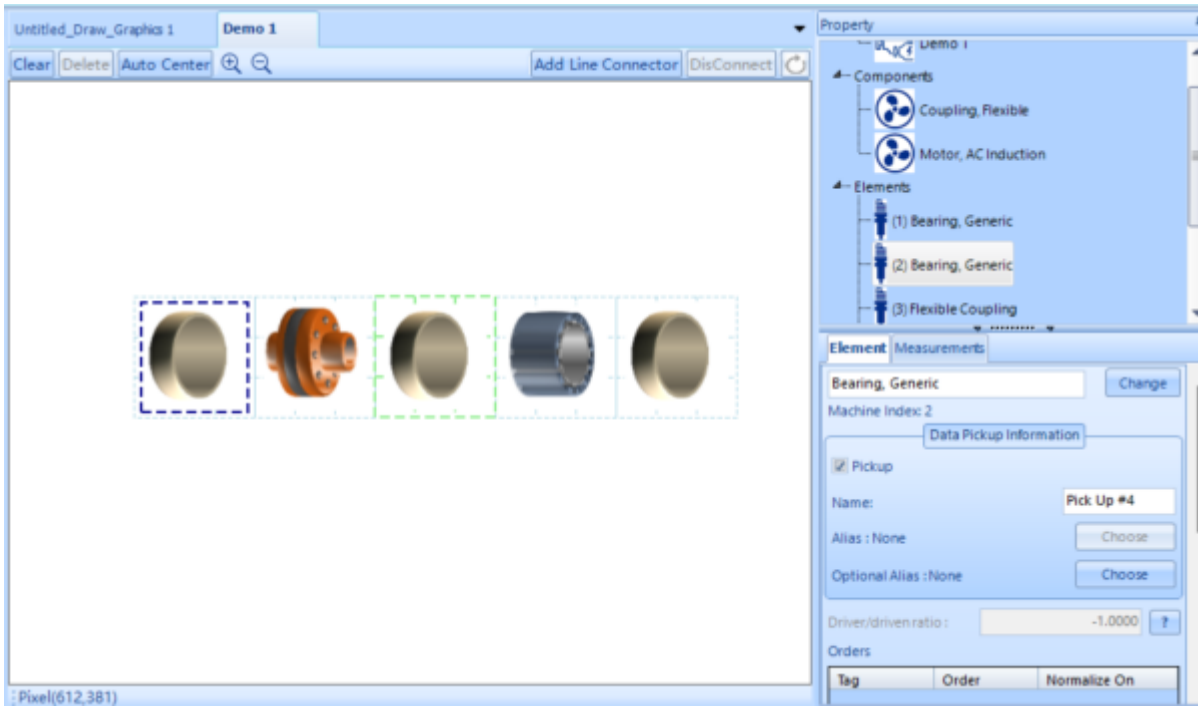 Untitled_Draw_Graphics 1
Demo 1
Clear
Delete
Auto Center
Add Line Connector
DisConnect
Pixel(612,381)
Property
Demo 1
Components
Coupling, Flexible
Motor, AC Induction
Elements
(1) Bearing, Generic
(2) Bearing, Generic
(3) Flexible Coupling
Element
Measurements
Bearing, Generic
Change
Machine Index: 2
Data Pickup Information
Pickup
Name:
Pick Up #4
Alias : None
Choose
Optional Alias : None
Choose
Driver/driven ratio :
-1.0000
?
Orders
Tag
Order
Normalize On